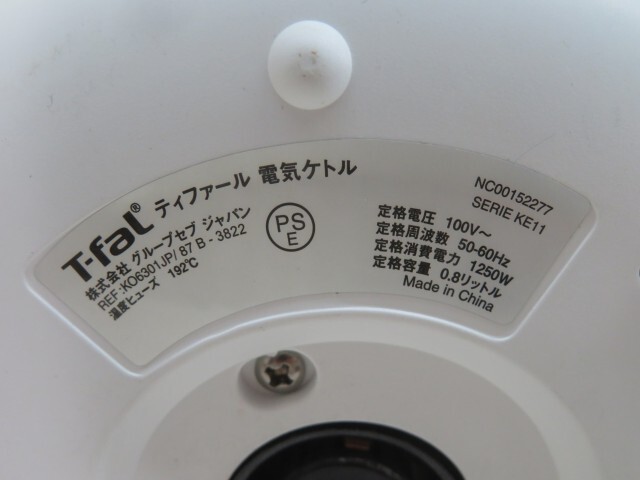 T-fal® ティファール 電気ケトル
株式会社 グループセブ ジャパン
REF:KO6301JP/87 B - 3822
温度ヒューズ 192℃
PS
E
NC00152277
SERIE KE11
定格電圧 100V～
定格周波数 50-60Hz
定格消費電力 1250W
定格容量 0.8リットル
Made in China